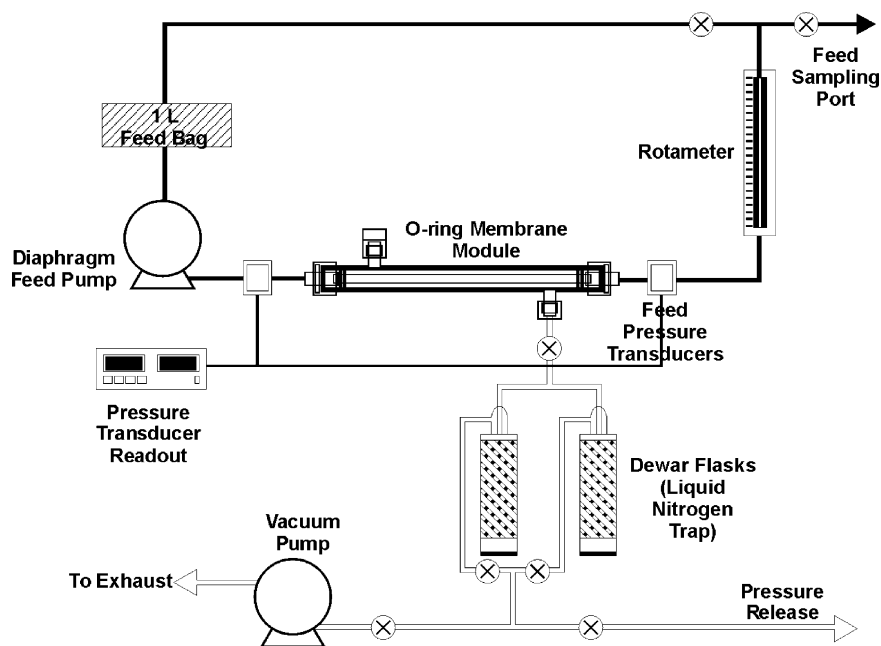 Feed
Sampling
Port
1 L
Feed Bag
Rotameter
O-ring Membrane
Module
Diaphragm
Feed Pump
Feed
Pressure
Transducers
Pressure
Transducer
Readout
Dewar Flasks
(Liquid
Nitrogen
Trap)
Vacuum
Pump
To Exhaust
Pressure
Release